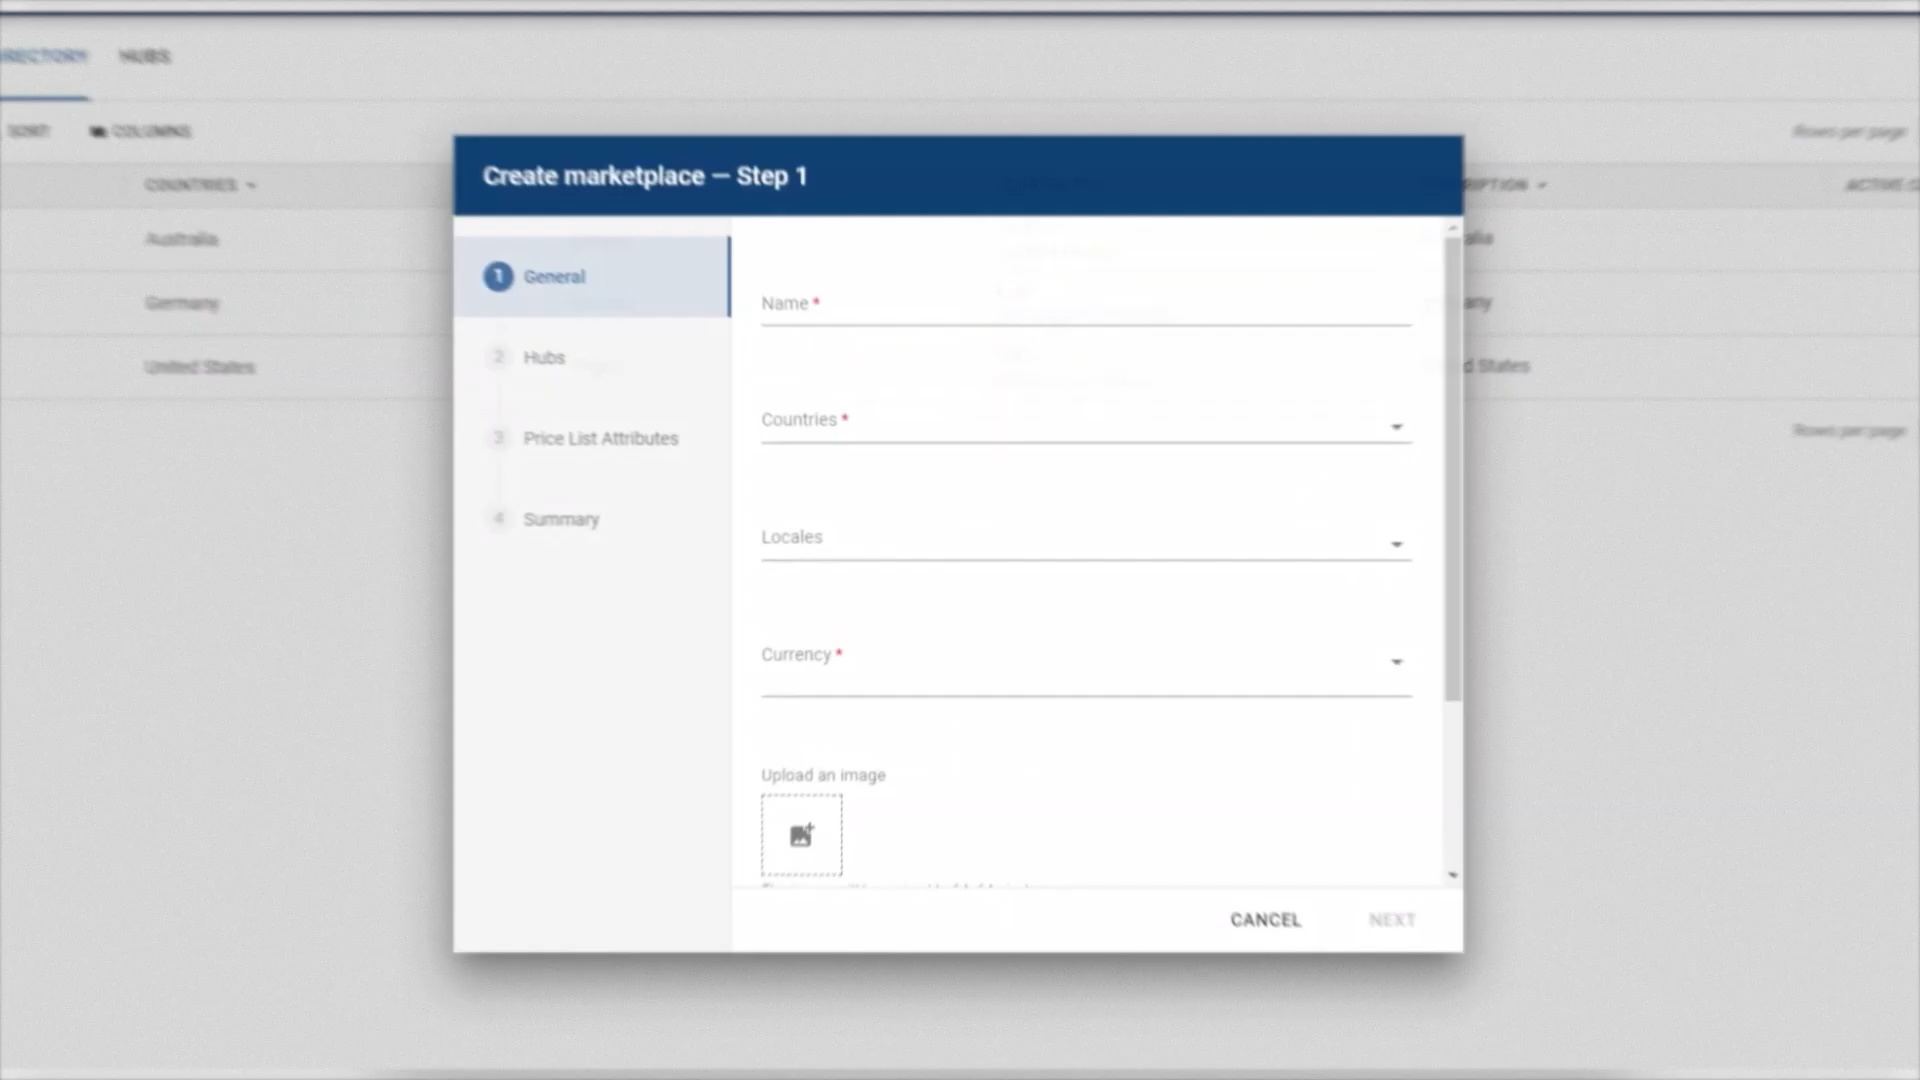 HUBS
SORT
COLUMNS
Rows per page
COUNTRIES
Australia
Germany
United States
d States
Rows per page
Create marketplace – Step 1
1 General
2 Hubs
3 Price List Attributes
4 Summary
Name *
Countries *
Locales
Currency *
Upload an image
CANCEL
NEXT